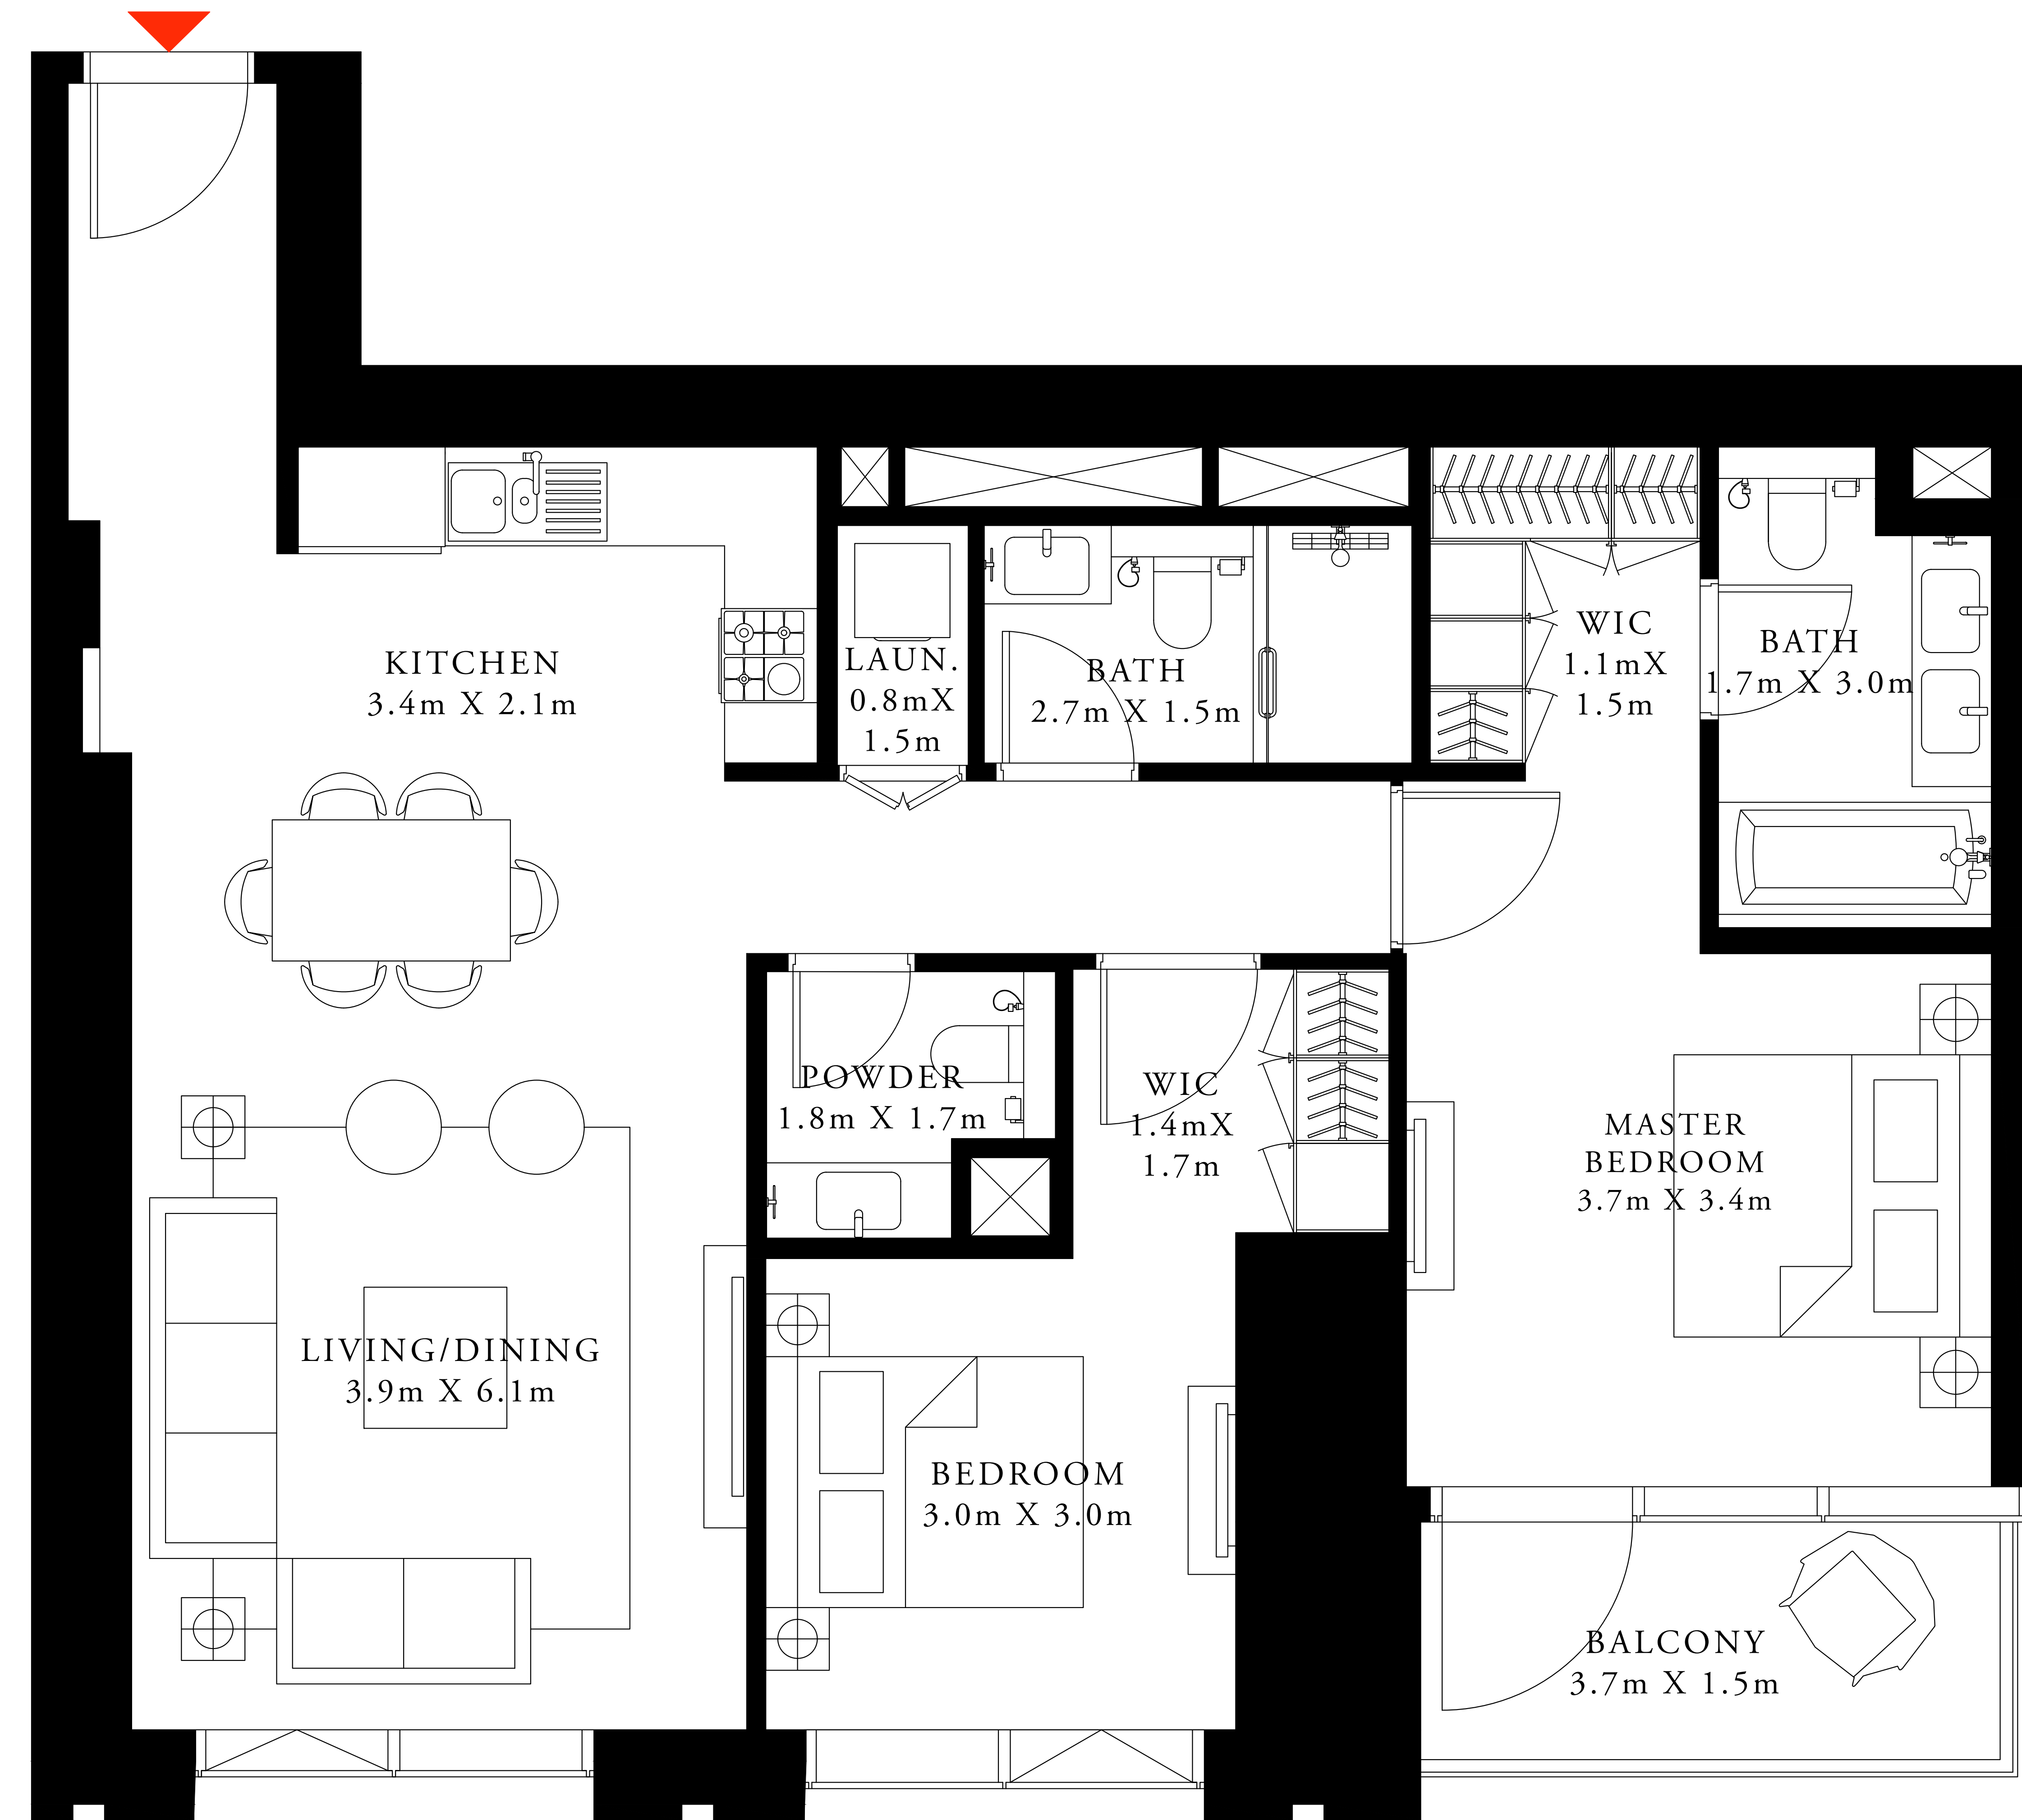 KITCHEN
3.4m X 2.1m
LAUN.
0.8mX
1.5m
BATH
2.7m X 1.5m
WIC
1.1mX
1.5m
BATH
1.7m X 3.0m
POWDER
1.8m X 1.7m
WIC
1.4mX
1.7m
MASTER
BEDROOM
3.7m X 3.4m
LIVING/DINING
3.9m X 6.1m
BEDROOM
3.0m X 3.0m
BALCONY
3.7m X 1.5m